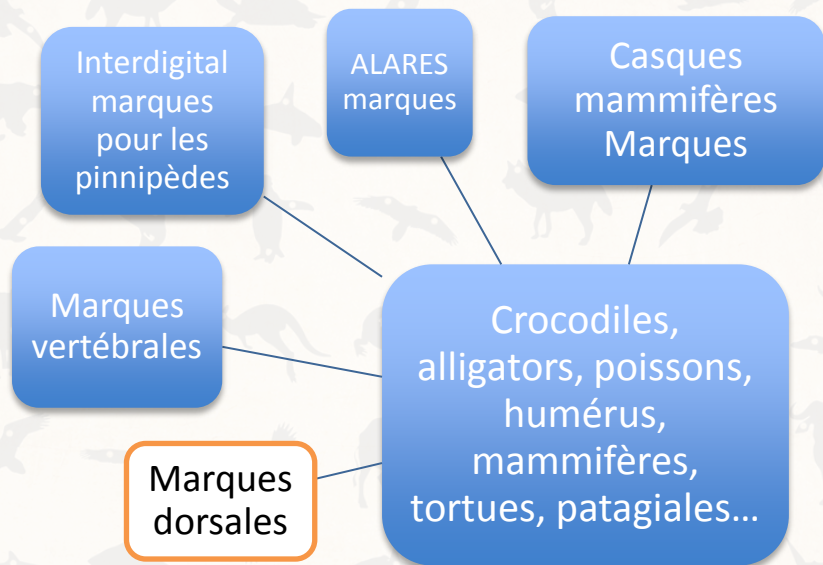 Interdigital
marques
pour les
pinnipèdes
ALARES
marques
Casques
mammifères
Marques
Marques
vertébrales
Crocodiles,
alligators, poissons,
humérus,
mammifères,
tortues, patagiales…
Marques
dorsales